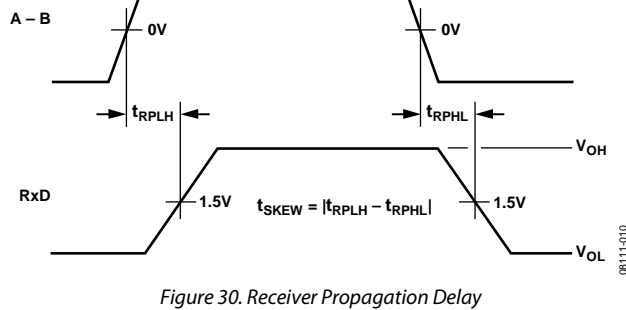 A – B
0V
0V
tRPLH
tRPHL
VOH
RxD
1.5V
tSKEW = |tRPLH – tRPHL|
1.5V
VOL
08111-010
Figure 30. Receiver Propagation Delay